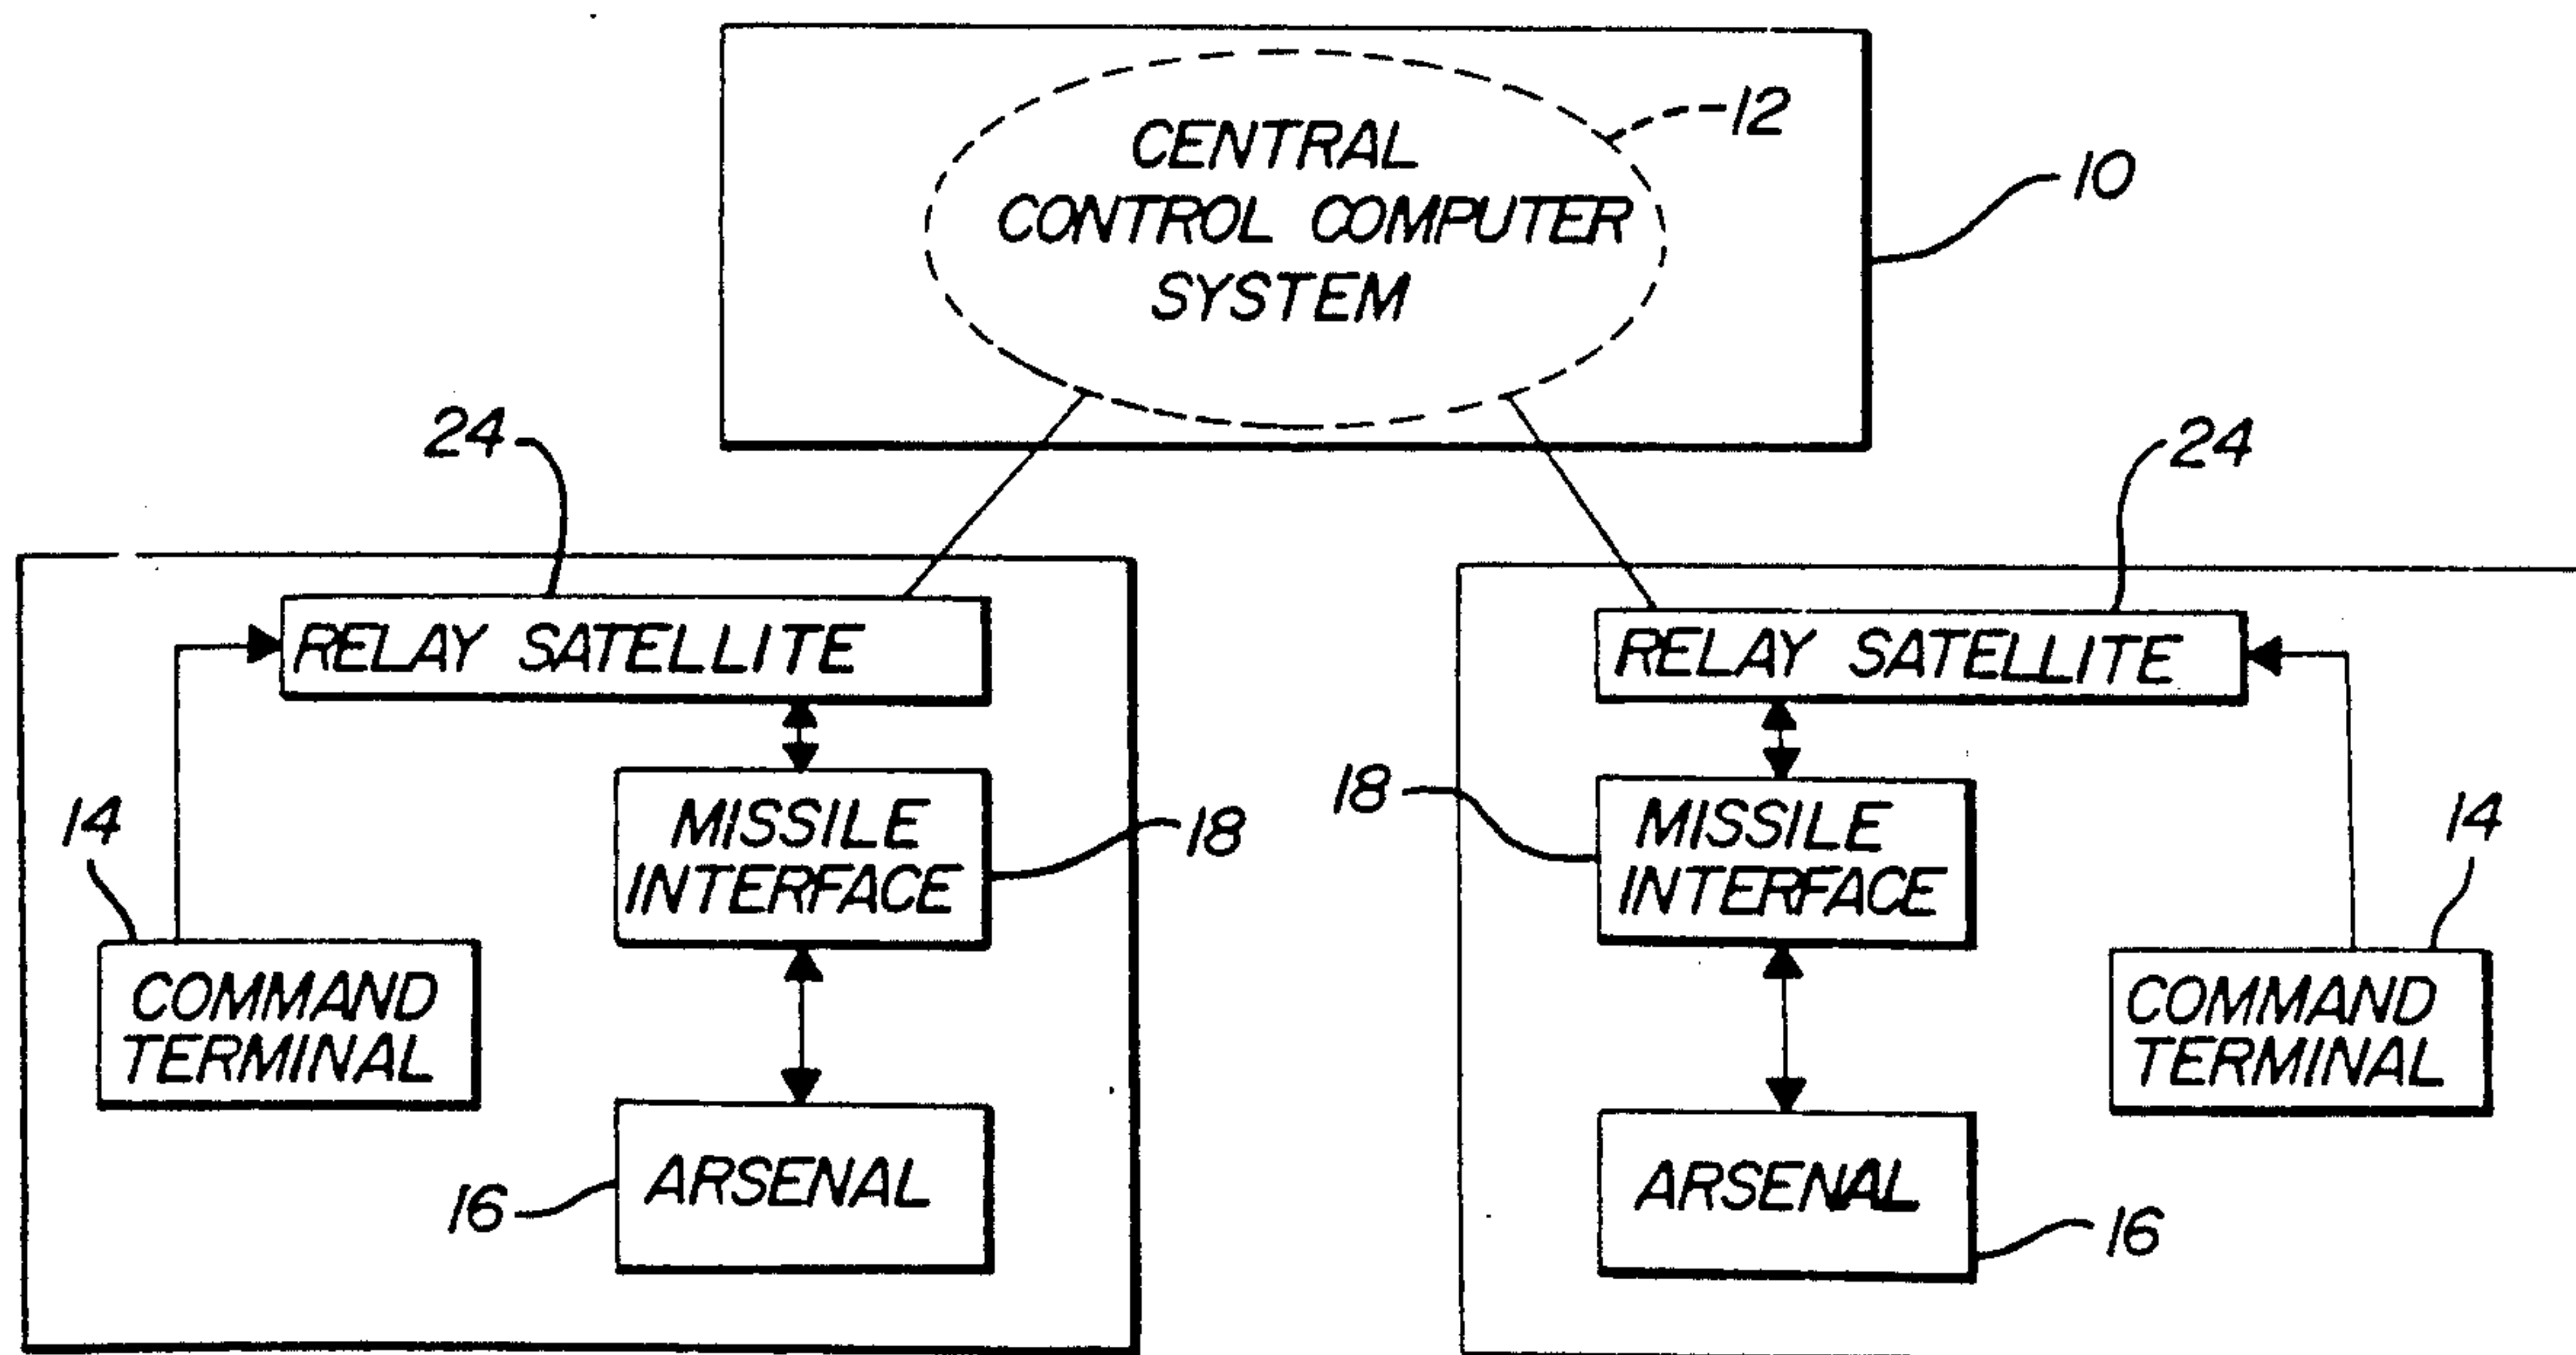 CENTRAL
CONTROL COMPUTER
SYSTEM
12
10
24
24
RELAY SATELLITE
RELAY SATELLITE
14
MISSILE
INTERFACE
18
18
MISSILE
INTERFACE
14
COMMAND
TERMINAL
COMMAND
TERMINAL
16
ARSENAL
ARSENAL
16